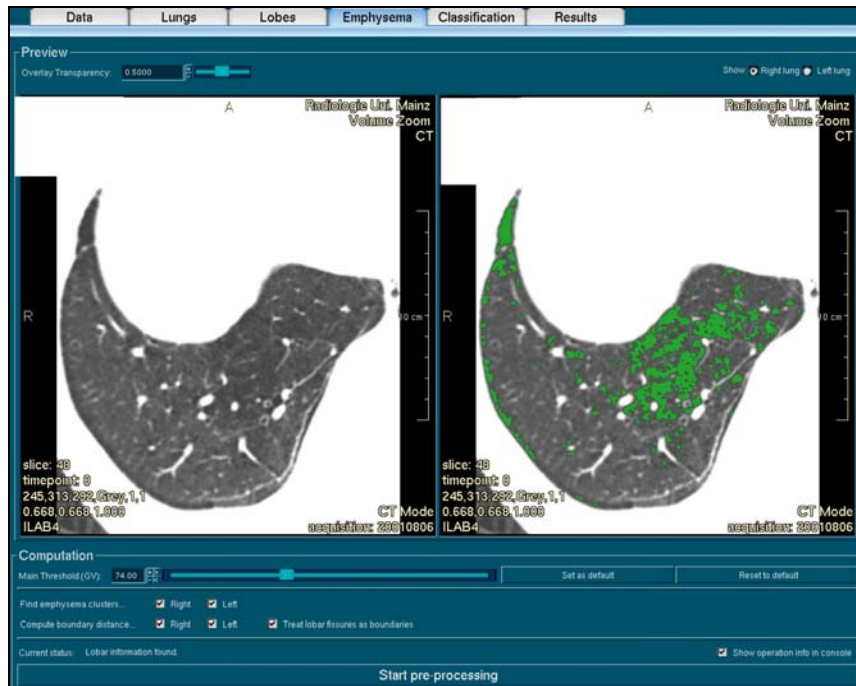 Data Lungs Lobes Emphysema Classification Results
Preview
Overlay Transparency: 0.5000 Show Right lung Left lung
A
Radiologie Uni. Mainz
Volume Zoom
CT
R
10 cm
slice: 48
timepoint: 0
245,313,292,Grey,1,1
0.668,0.668,1.000
ILAB4
CT Mode
acquisition: 20010806
A
Radiologie Uni. Mainz
Volume Zoom
CT
R
10 cm
slice: 48
timepoint: 0
245,313,292,Grey,1,1
0.668,0.668,1.000
ILAB4
CT Mode
acquisition: 20010806
Computation
Main Threshold (GV): 74.00 Set as default Reset to default
Find emphysema clusters... Right Left
Compute boundary distance... Right Left Treat lobar fissures as boundaries
Current status: Lobar information found. Show operation info in console
Start pre-processing